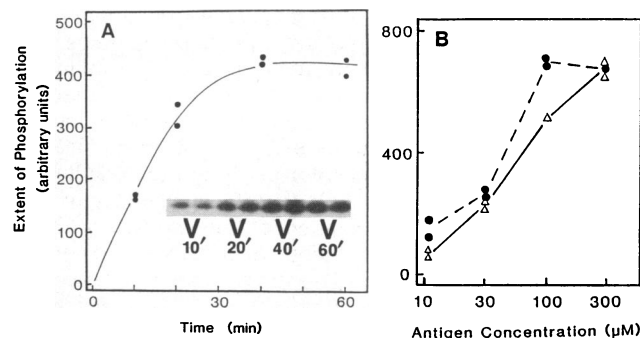 A
Extent of Phosphorylation
(arbitrary units)
500
400
300
200
150
100
0
10' 20' 40' 60'
0 30 60
Time (min)
B
800
400
0
10 30 100 300
Antigen Concentration (µM)